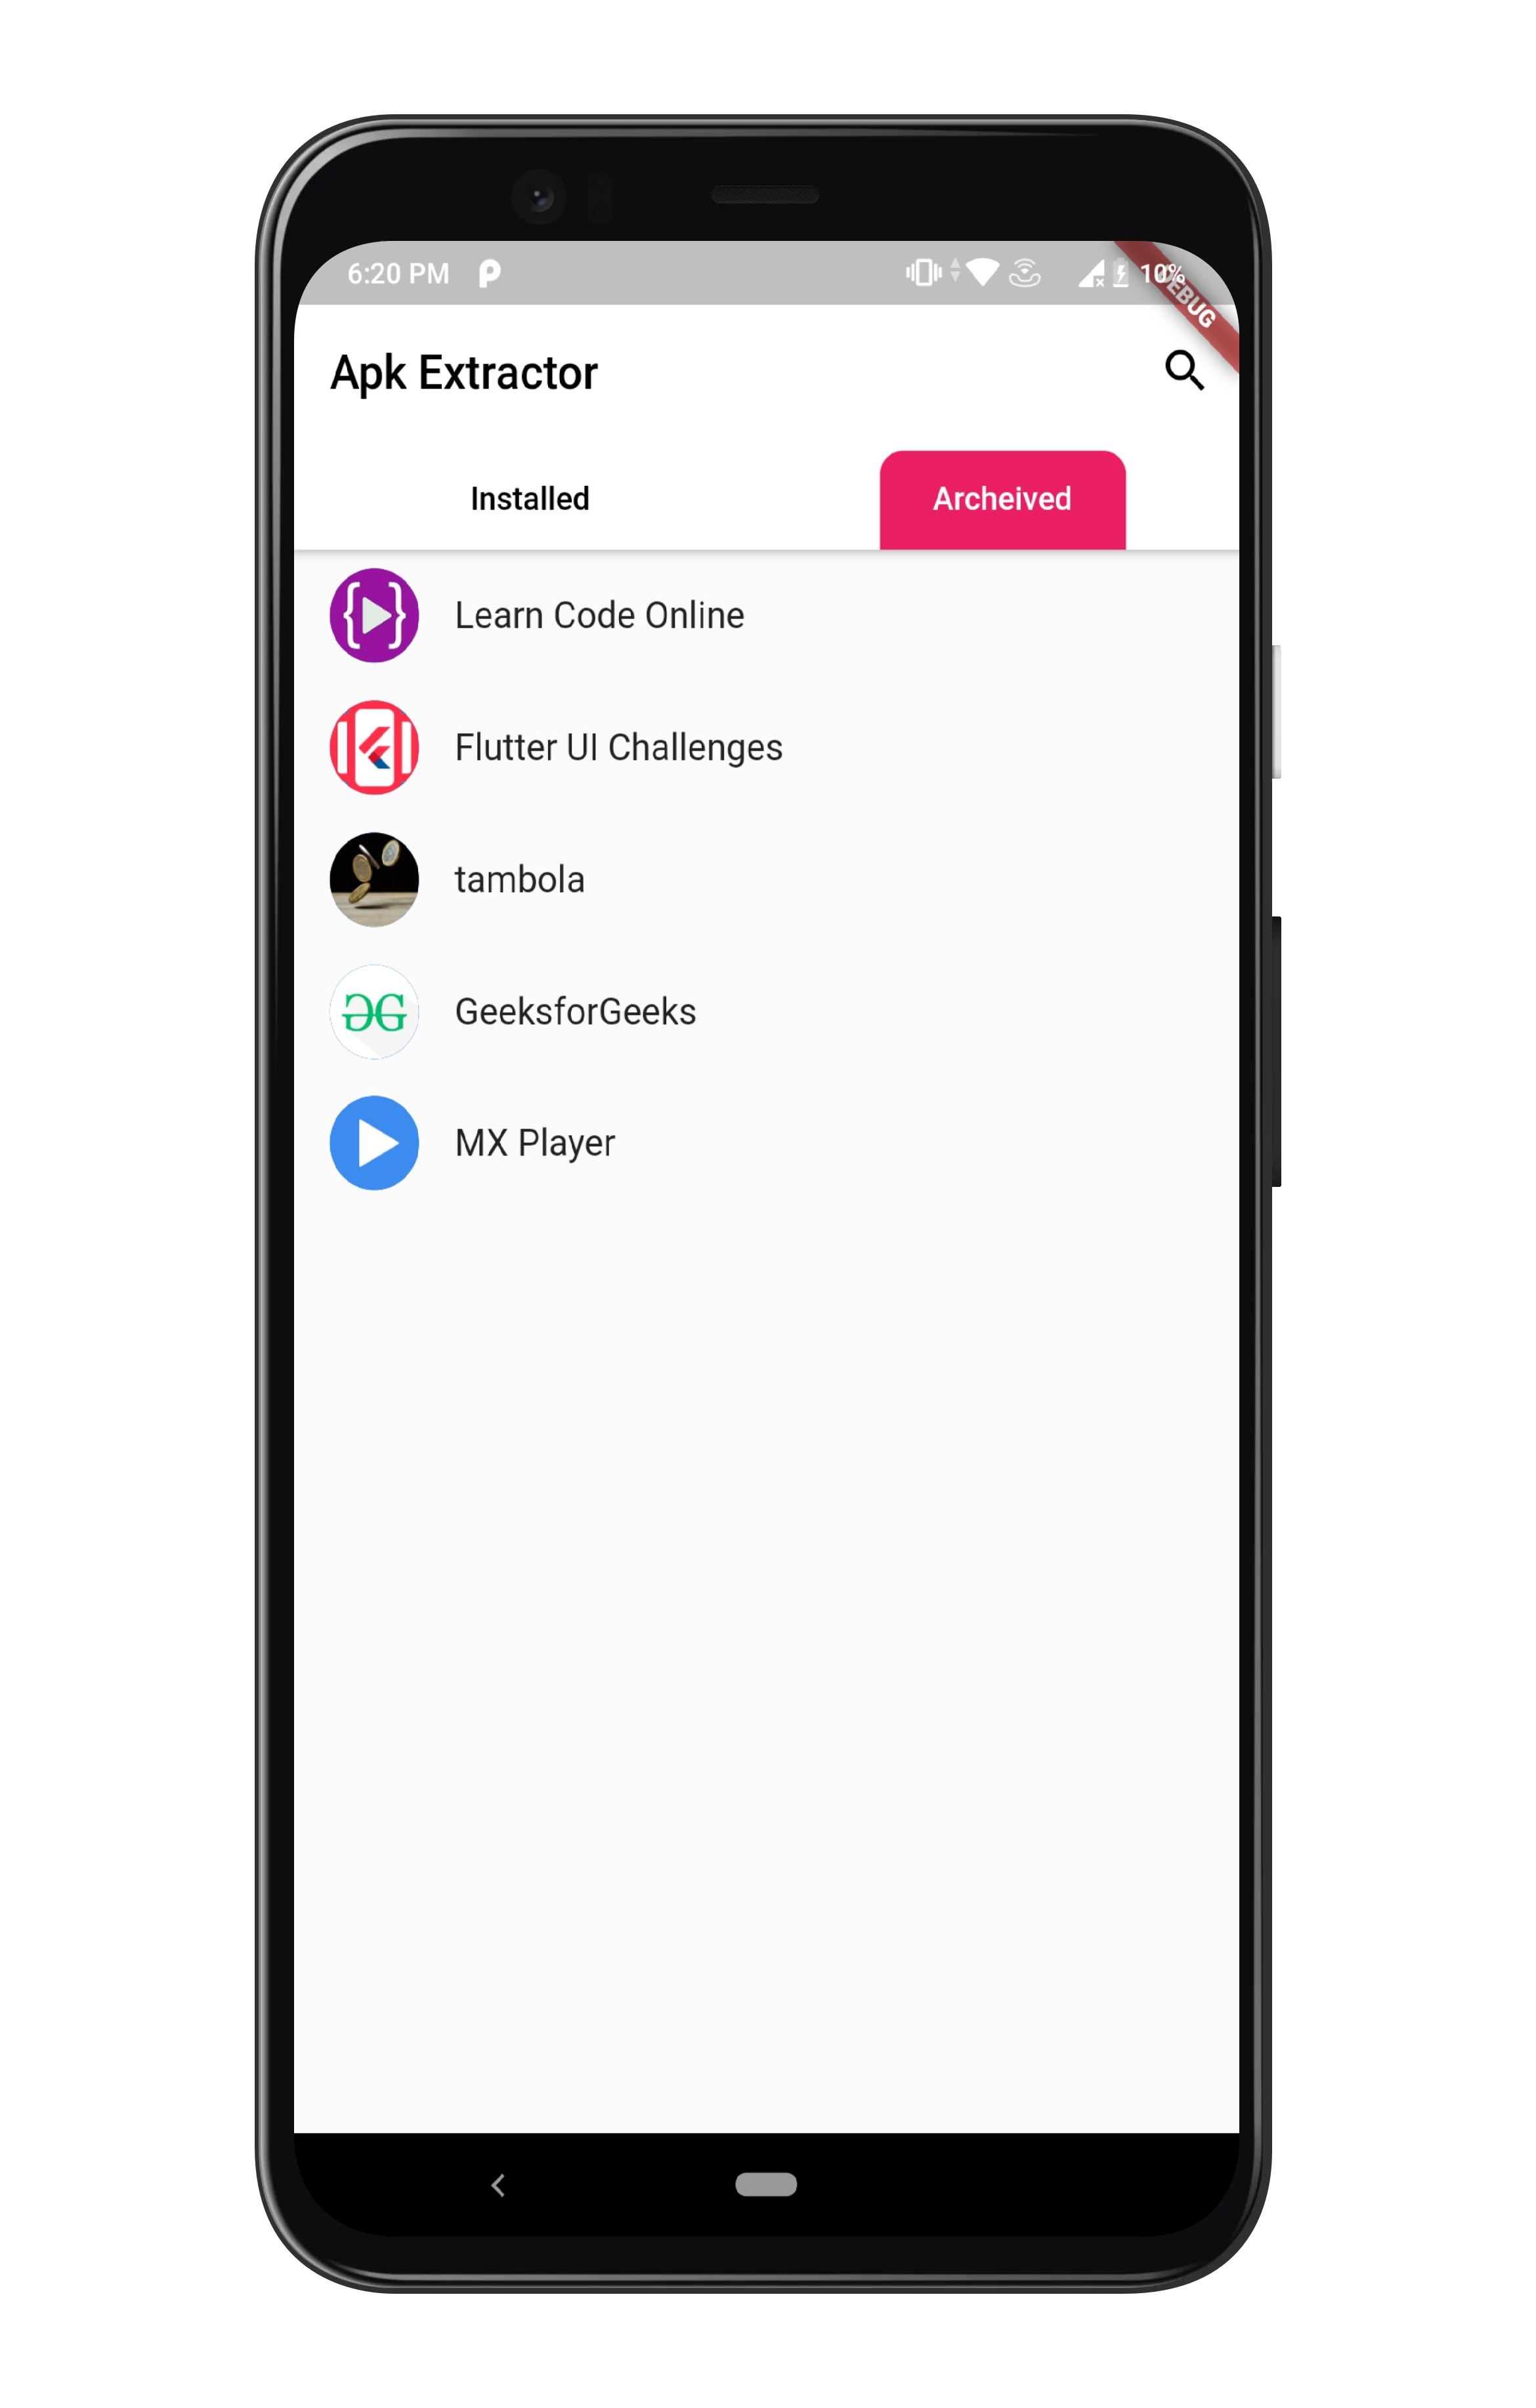 6:20 PM
10%
DEBUG
Apk Extractor
Installed
Archeived
Learn Code Online
Flutter UI Challenges
tambola
GeeksforGeeks
MX Player